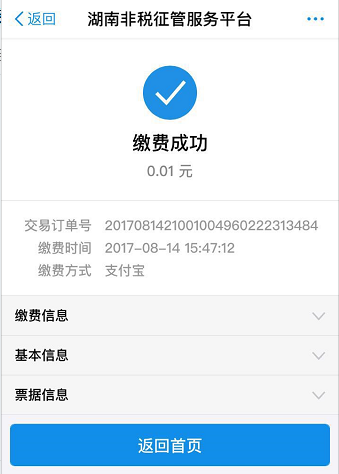 返回 湖南非税征管服务平台
缴费成功
0.01 元
交易订单号 2017081421001004960222313484
缴费时间 2017-08-14 15:47:12
缴费方式 支付宝
缴费信息
基本信息
票据信息
返回首页